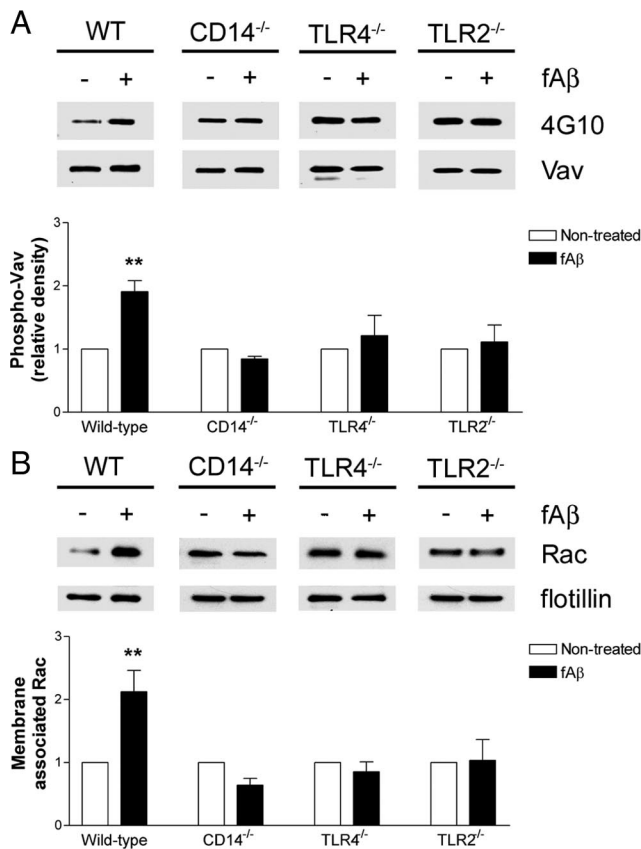 A
WT CD14-/- TLR4-/- TLR2-/-
- + - + - + - + fAβ
4G10
Vav
Phospho-Vav
(relative density)
3
2
1
0
**
Non-treated
fAβ
Wild-type CD14-/- TLR4-/- TLR2-/-
B
WT CD14-/- TLR4-/- TLR2-/-
- + - + - + - + fAβ
Rac
flotillin
Membrane
associated Rac
3
2
1
0
**
Non-treated
fAβ
Wild-type CD14-/- TLR4-/- TLR2-/-